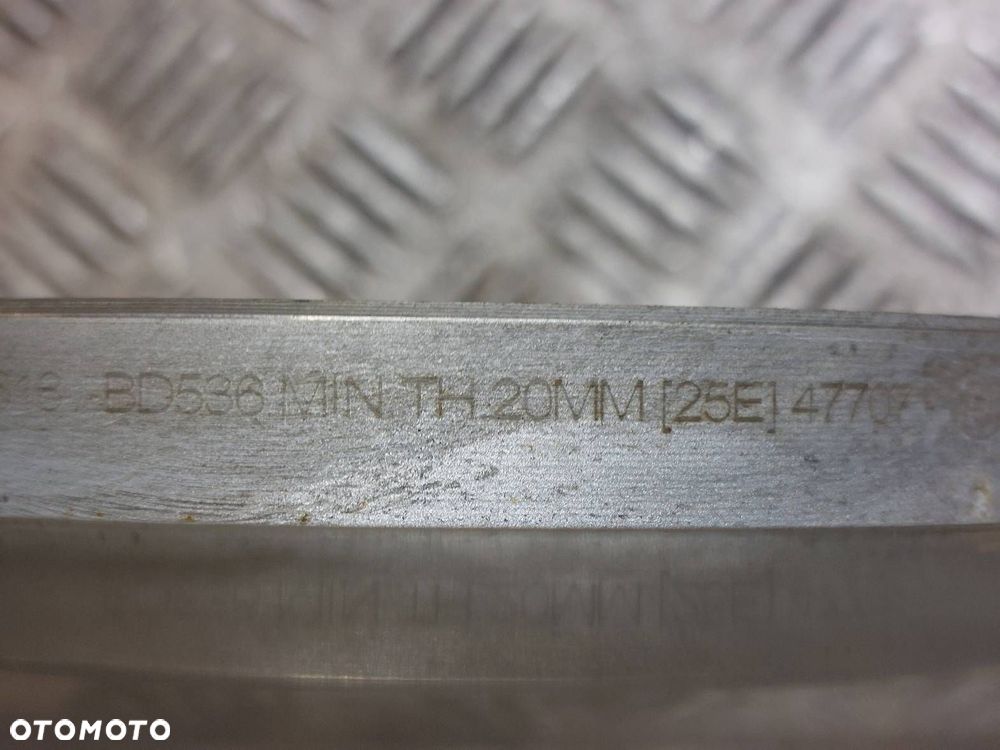 BD536 MIN TH 20MM [25E] 47707
OTOMOTO